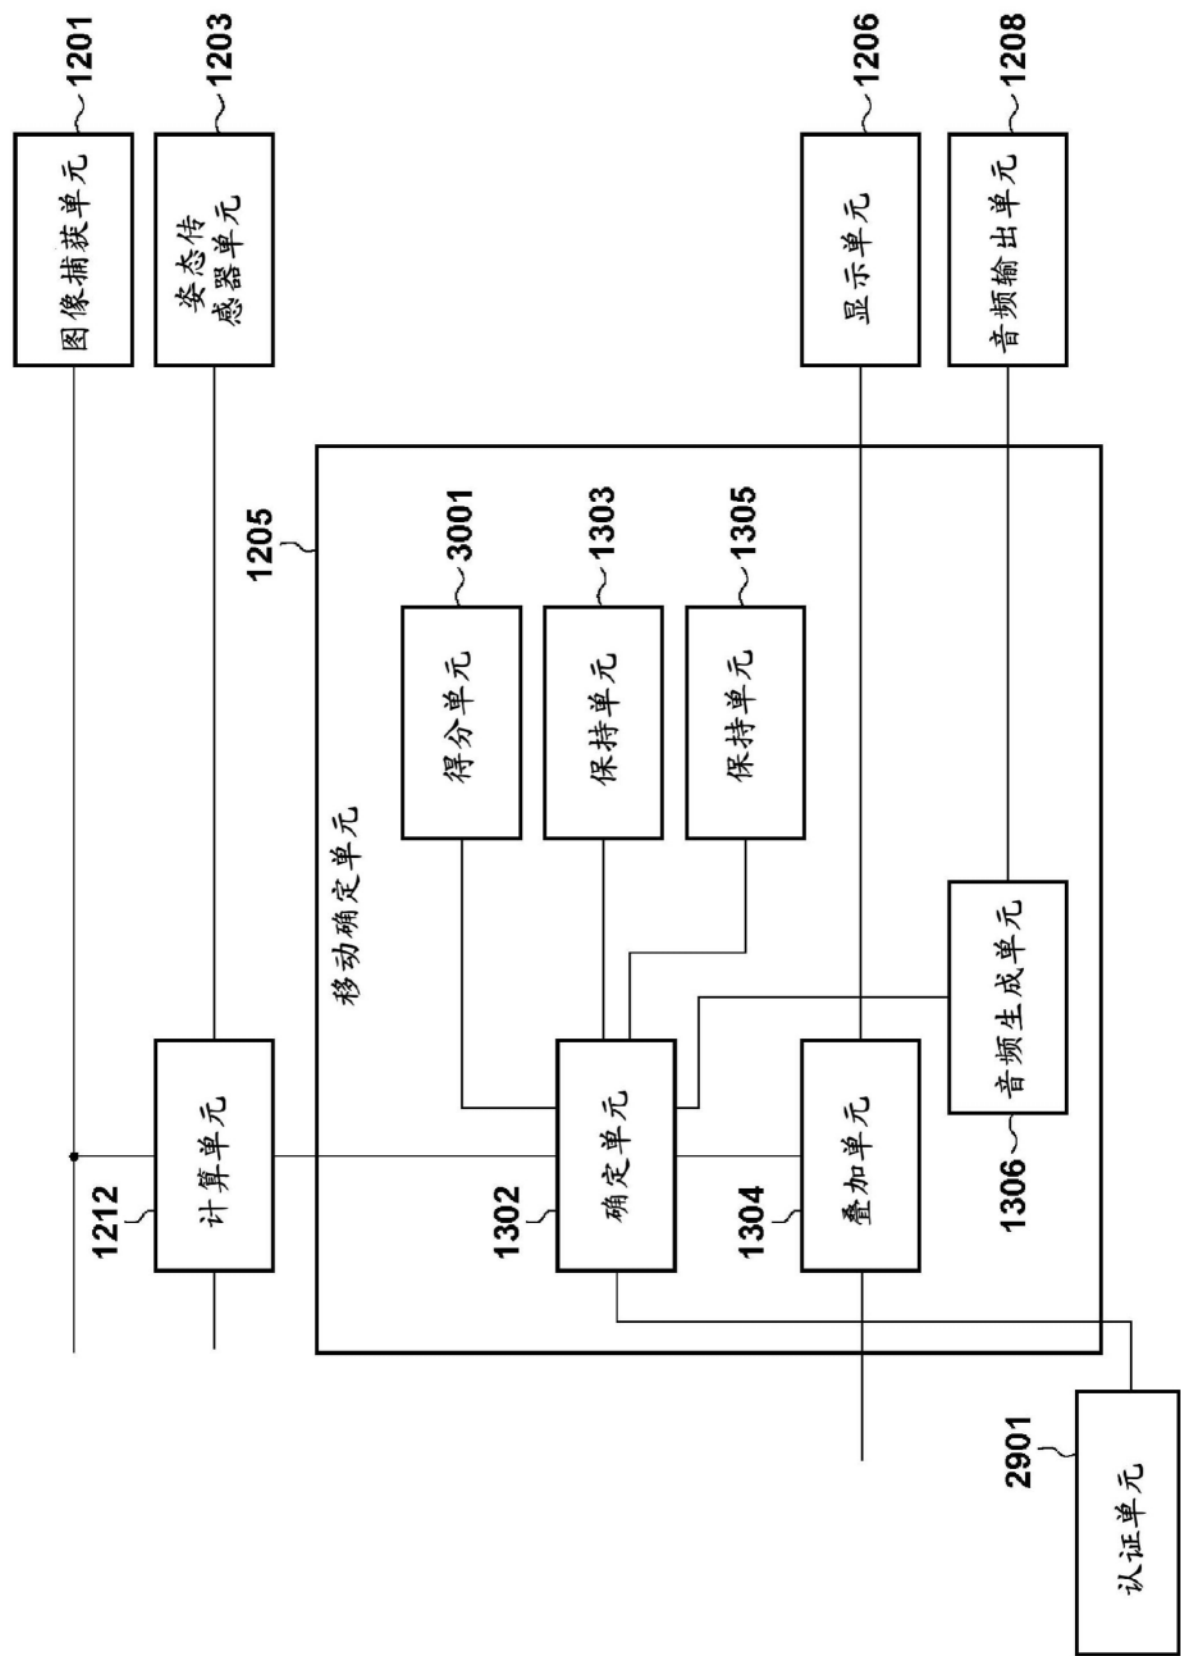 1201
图像捕获单元
1203
姿态传
感器单元
1206
显示单元
1208
音频输出单元
1205
移动确定单元
3001
得分单元
1303
保持单元
1305
保持单元
1212
计算单元
1302
确定单元
1304
叠加单元
1306
音频生成单元
2901
认证单元